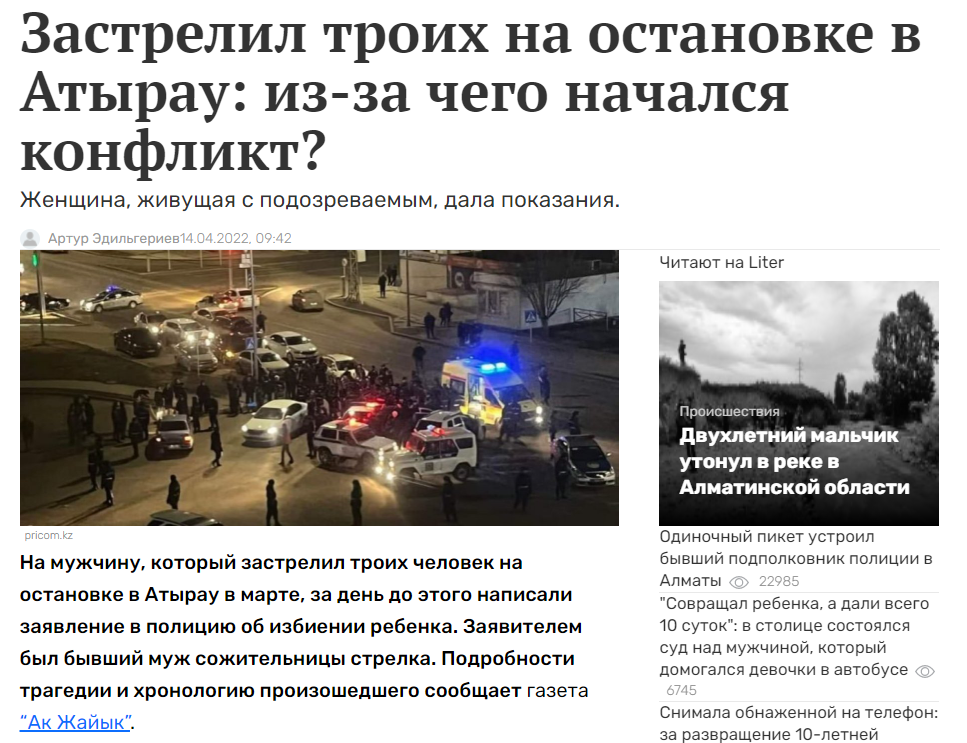 Застрелил троих на остановке в
Атырау: из-за чего начался
конфликт?
Женщина, живущая с подозреваемым, дала показания.
Артур Эдильгериев14.04.2022, 09:42
pricom.kz
На мужчину, который застрелил троих человек на
остановке в Атырау в марте, за день до этого написали
заявление в полицию об избиении ребенка. Заявителем
был бывший муж сожительницы стрелка. Подробности
трагедии и хронологию произошедшего сообщает газета
“Ак Жайык”.
Читают на Liter
Происшествия
Двухлетний мальчик
утонул в реке в
Алматинской области
Одиночный пикет устроил
бывший подполковник полиции в
Алматы 22985
"Совращал ребенка, а дали всего
10 суток": в столице состоялся
суд над мужчиной, который
домогался девочки в автобусе
6745
Снимала обнаженной на телефон:
за развращение 10-летней